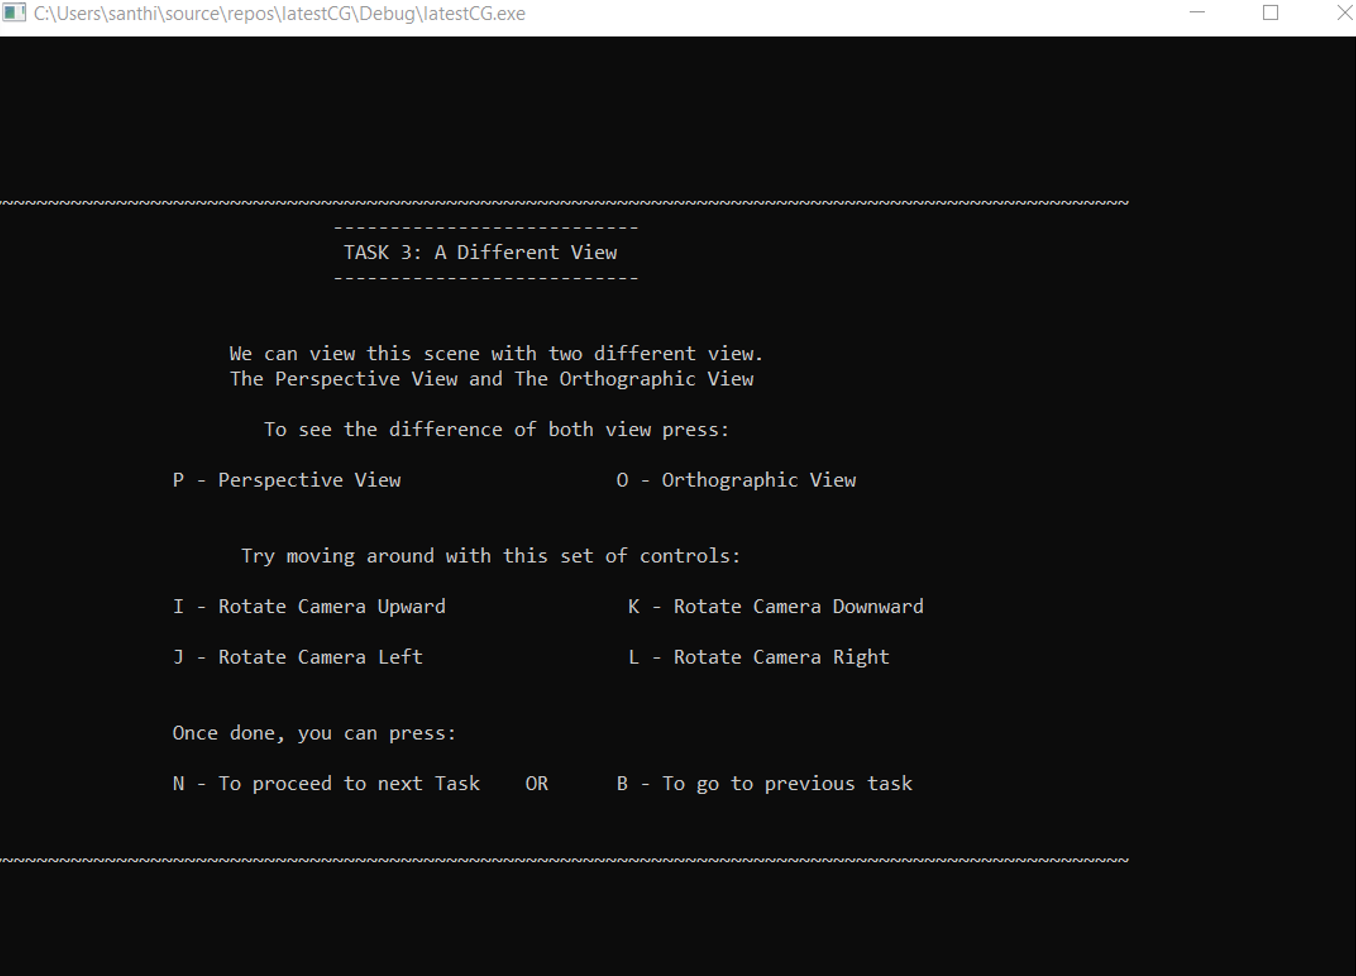 C:\Users\santhi\source\repos\latestCG\Debug\latestCG.exe
~~~~~~~~~~~~~~~~~~~~~~~~~~~~~~~~~~~~~~~~~~~~~~~~~~~~~~~~~~~~~~~~~~~~~~~~~~~~~~~~~~~~~~~~~~~~~~~~~~~
---------------------------
TASK 3: A Different View
---------------------------
We can view this scene with two different view.
The Perspective View and The Orthographic View
To see the difference of both view press:
P - Perspective View O - Orthographic View
Try moving around with this set of controls:
I - Rotate Camera Upward K - Rotate Camera Downward
J - Rotate Camera Left L - Rotate Camera Right
Once done, you can press:
N - To proceed to next Task OR B - To go to previous task
~~~~~~~~~~~~~~~~~~~~~~~~~~~~~~~~~~~~~~~~~~~~~~~~~~~~~~~~~~~~~~~~~~~~~~~~~~~~~~~~~~~~~~~~~~~~~~~~~~~